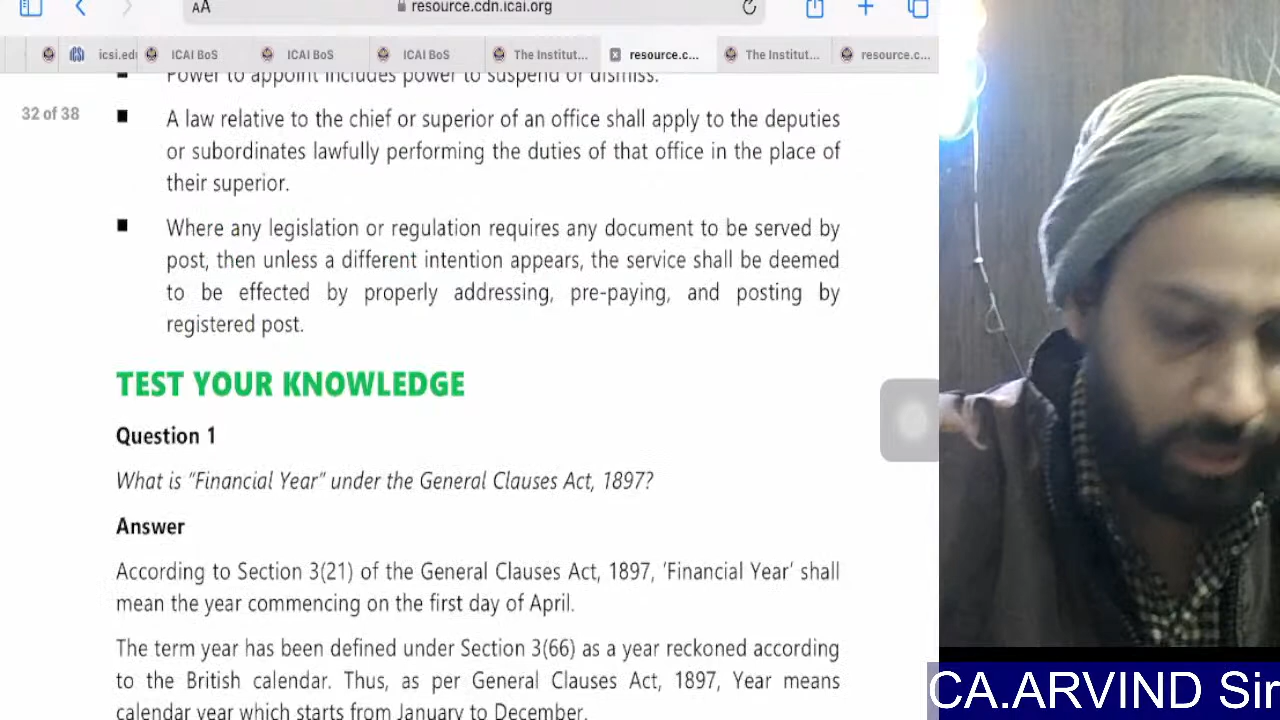 AA
resource.cdn.icai.org
icsi.ed
ICAI BoS
ICAI BoS
ICAI BoS
The Institut...
resource.c...
The Institut...
resource.c...
Power to appoint includes power to suspend or dismiss.
32 of 38
A law relative to the chief or superior of an office shall apply to the deputies
or subordinates lawfully performing the duties of that office in the place of
their superior.
Where any legislation or regulation requires any document to be served by
post, then unless a different intention appears, the service shall be deemed
to be effected by properly addressing, pre-paying, and posting by
registered post.
TEST YOUR KNOWLEDGE
Question 1
What is “Financial Year” under the General Clauses Act, 1897?
Answer
According to Section 3(21) of the General Clauses Act, 1897, ‘Financial Year’ shall
mean the year commencing on the first day of April.
The term year has been defined under Section 3(66) as a year reckoned according
to the British calendar. Thus, as per General Clauses Act, 1897, Year means
calendar year which starts from January to December.
CA.ARVIND Sir